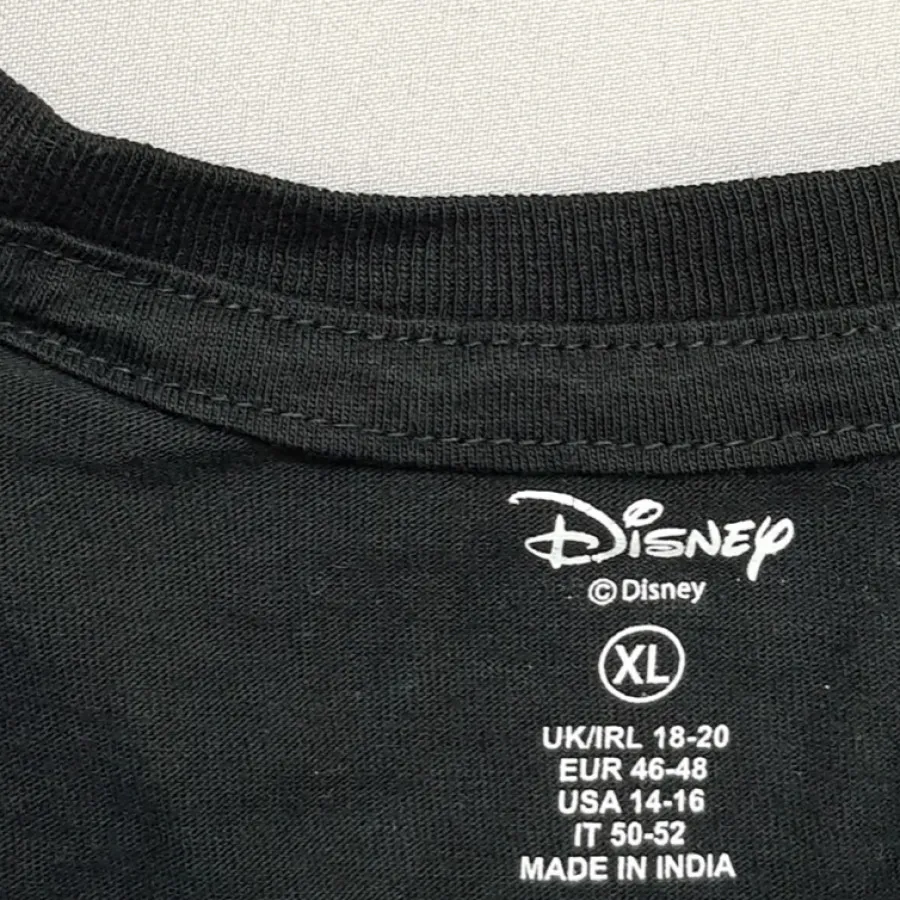 Disney
©Disney
XL
UK/IRL 18-20
EUR 46-48
USA 14-16
IT 50-52
MADE IN INDIA